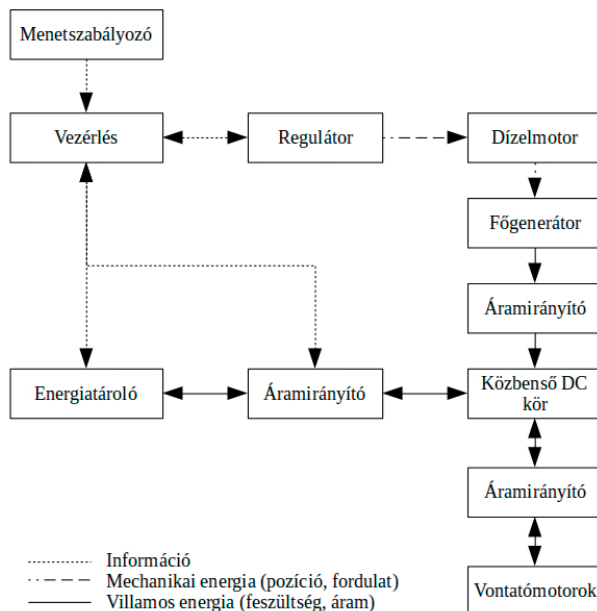 Menetszabályozó
Vezérlés
Regulátor
Dízelmotor
Főgenerátor
Áramirányító
Energiatároló
Áramirányító
Közbenső DC
kör
Áramirányító
Vontatómotorok
Információ
Mechanikai energia (pozíció, fordulat)
Villamos energia (feszültség, áram)